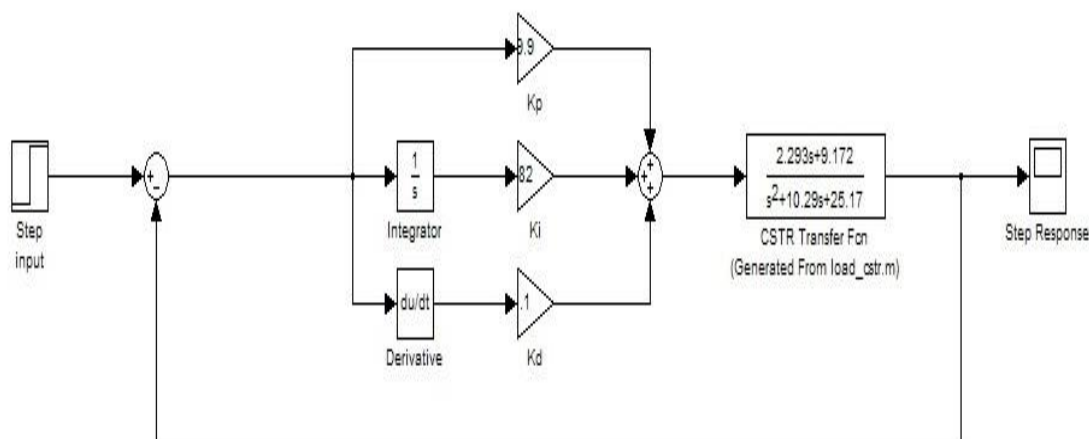 9.9
Kp
+
-
1
s
82
+
+
+
2.293s+9.172
s²+10.29s+25.17
Step
input
Integrator
Ki
CSTR Transfer Fcn
(Generated From load_cstr.m)
Step Response
du/dt
.1
Derivative
Kd